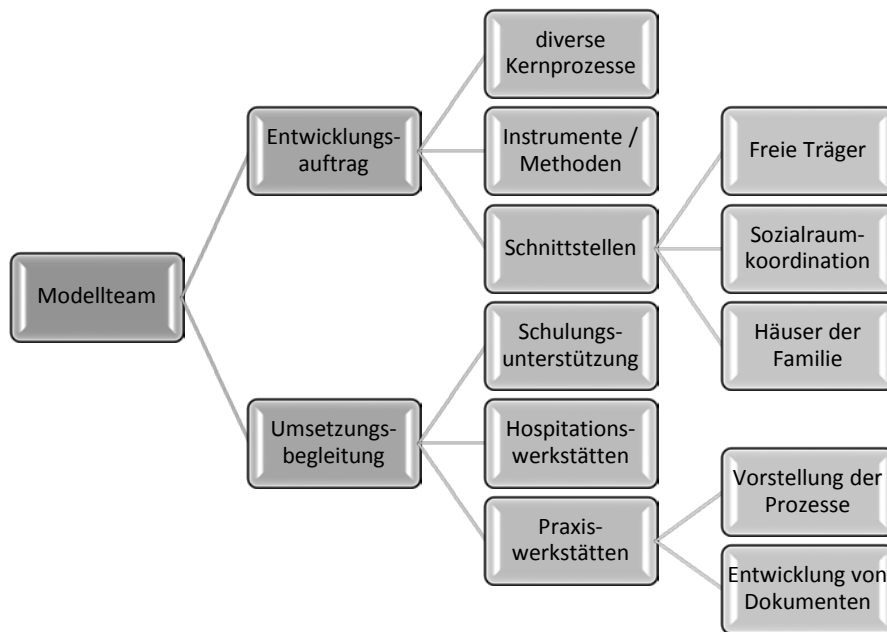 Modellteam
Entwicklungs-
auftrag
diverse
Kernprozesse
Instrumente /
Methoden
Schnittstellen
Freie Träger
Sozialraum-
koordination
Häuser der
Familie
Umsetzungs-
begleitung
Schulungs-
unterstützung
Hospitations-
werkstätten
Praxis-
werkstätten
Vorstellung der
Prozesse
Entwicklung von
Dokumenten